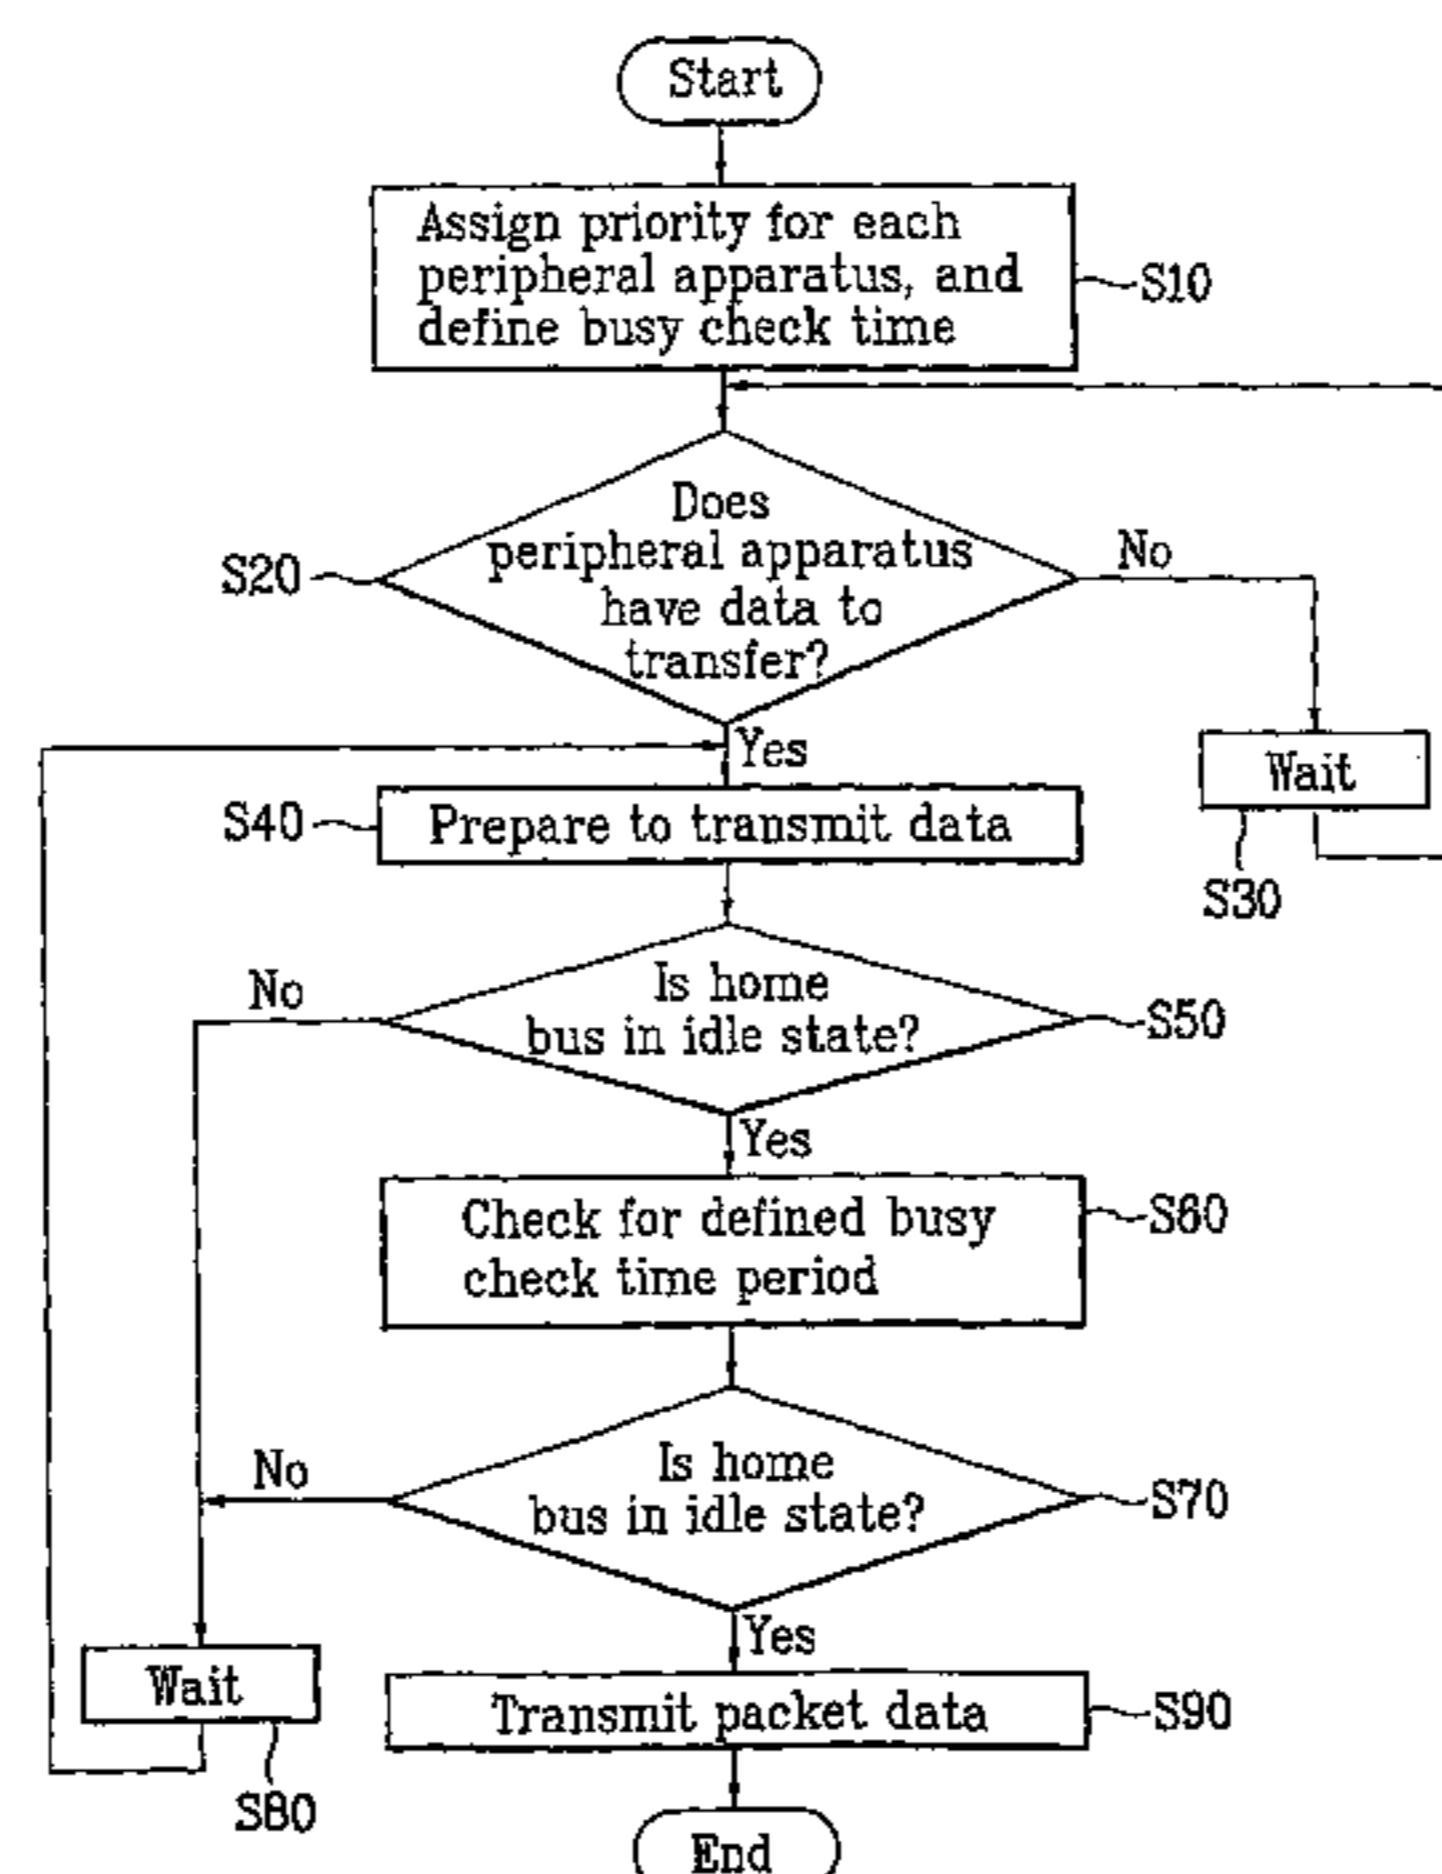 Start
Assign priority for each
peripheral apparatus, and
define busy check time
S10
Does
peripheral apparatus
have data to
transfer?
S20
No
Yes
Wait
S30
S40
Prepare to transmit data
Is home
bus in idle state?
No
S50
Yes
Check for defined busy
check time period
S60
Is home
bus in idle state?
No
S70
Yes
Wait
S80
Transmit packet data
S90
End